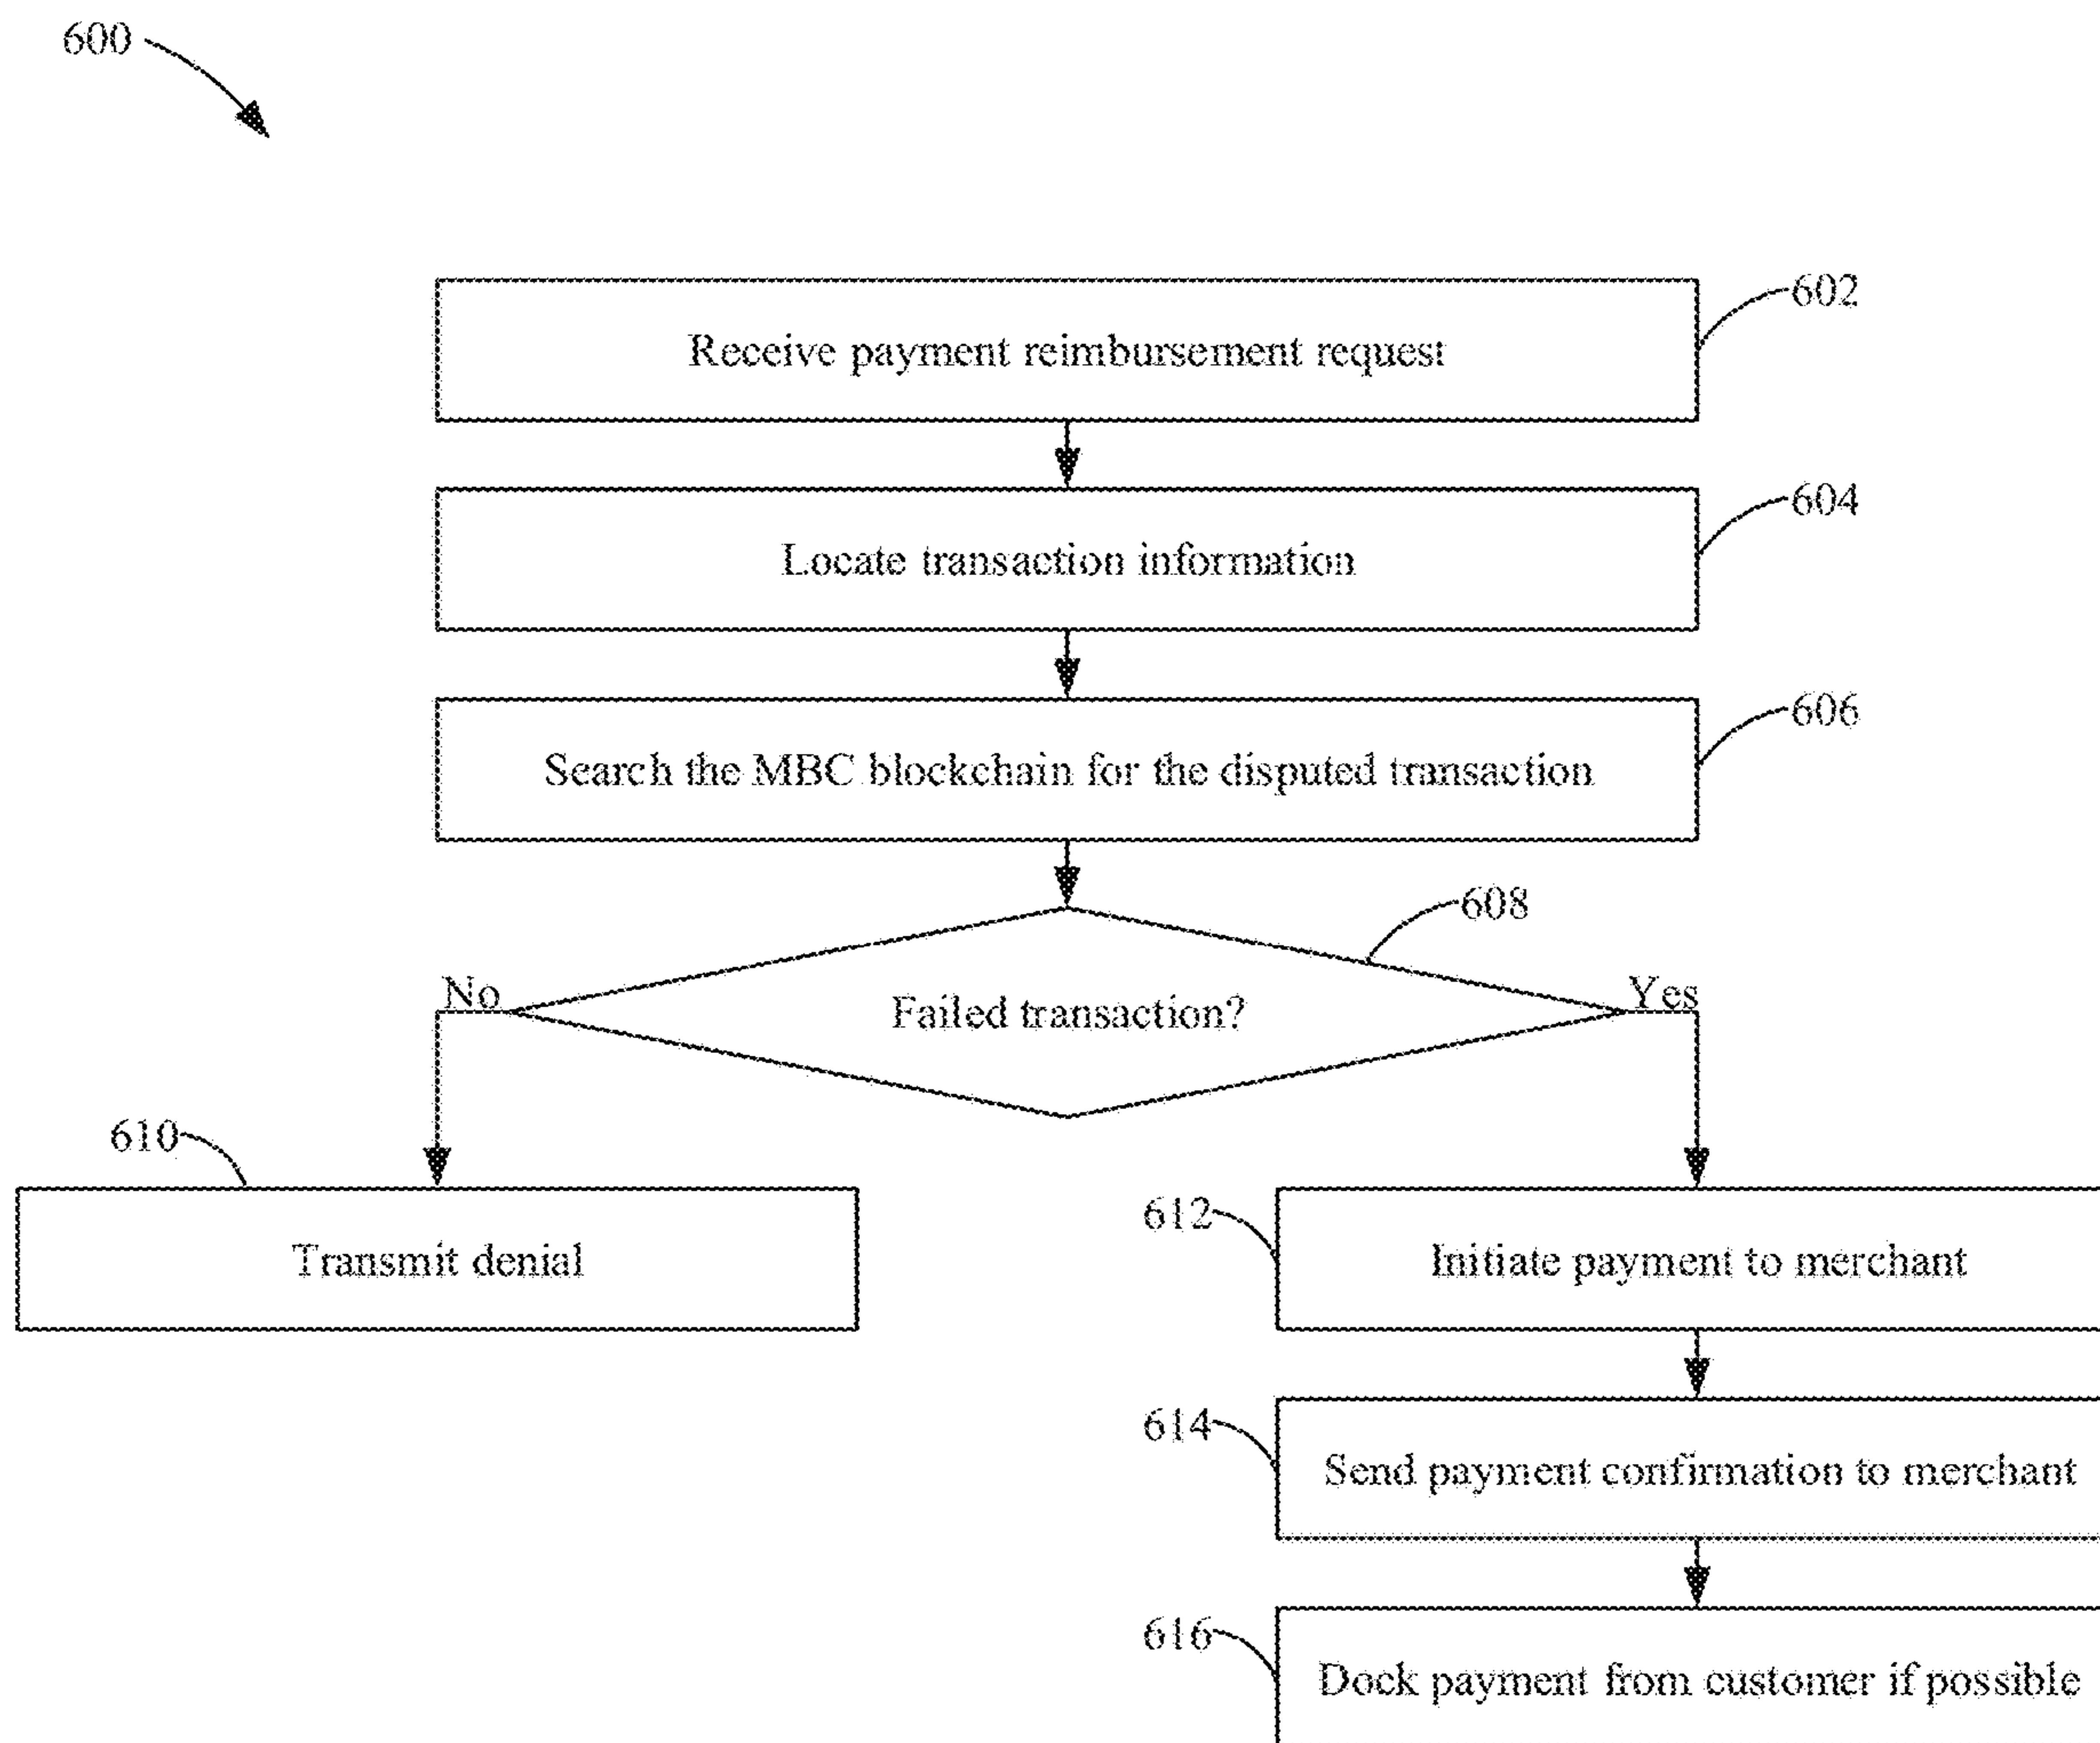 600
602
Receive payment reimbursement request
604
Locate transaction information
606
Search the MBC blockchain for the disputed transaction
608
No
Yes
Failed transaction?
610
612
Transmit denial
Initiate payment to merchant
614
Send payment confirmation to merchant
616
Dock payment from customer if possible